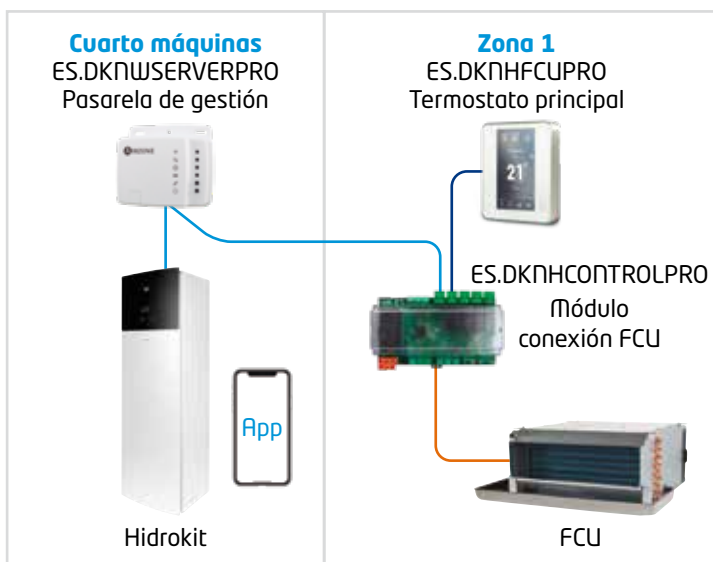 Cuarto máquinas
ES.DKNWSERVERPRO
Pasarela de gestión
App
Hidrokit
Zona 1
ES.DKNHFCUPRO
Termostato principal
21°
ES.DKNHCONTROLPRO
Módulo
conexión FCU
FCU